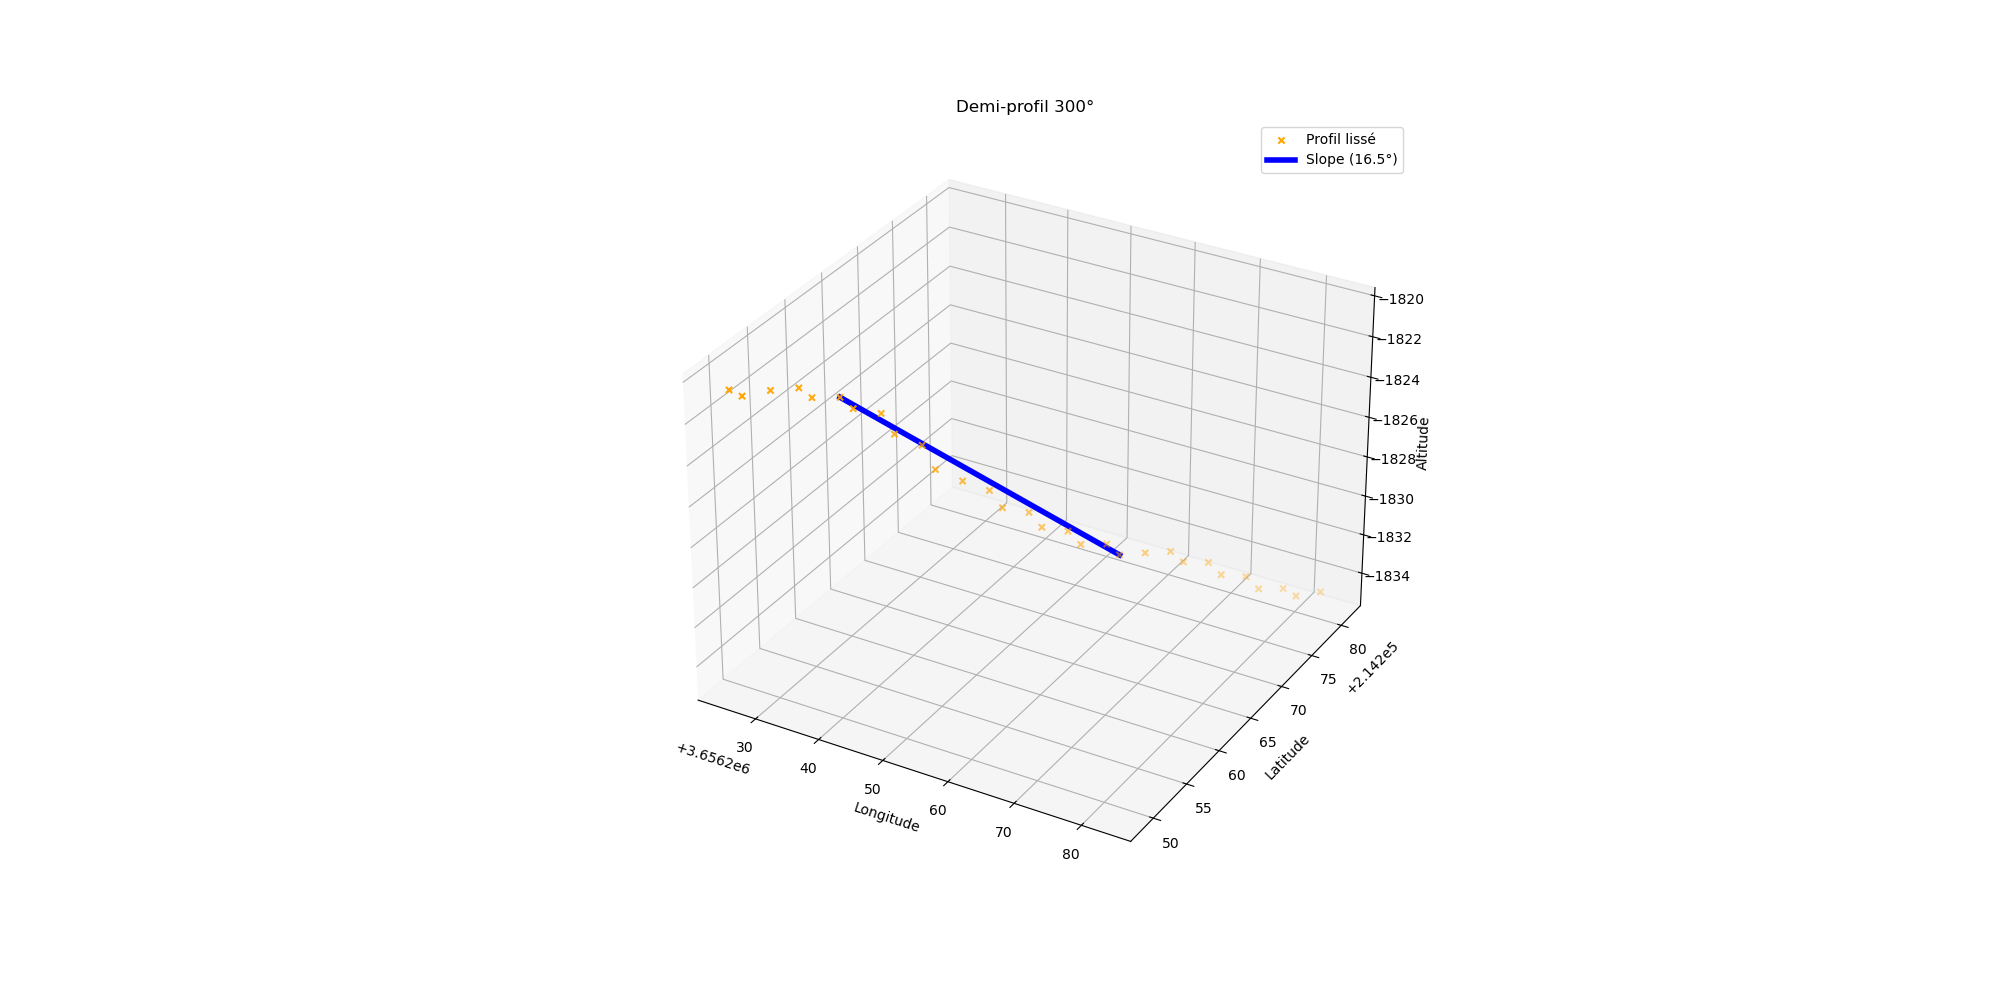 Demi-profil 300°
Profil lissé
Slope (16.5°)
−1820
−1822
−1824
−1826
−1828
−1830
−1832
−1834
Altitude
80
75
70
65
60
55
50
+2.142e5
Latitude
30
40
50
60
70
80
+3.6562e6
Longitude